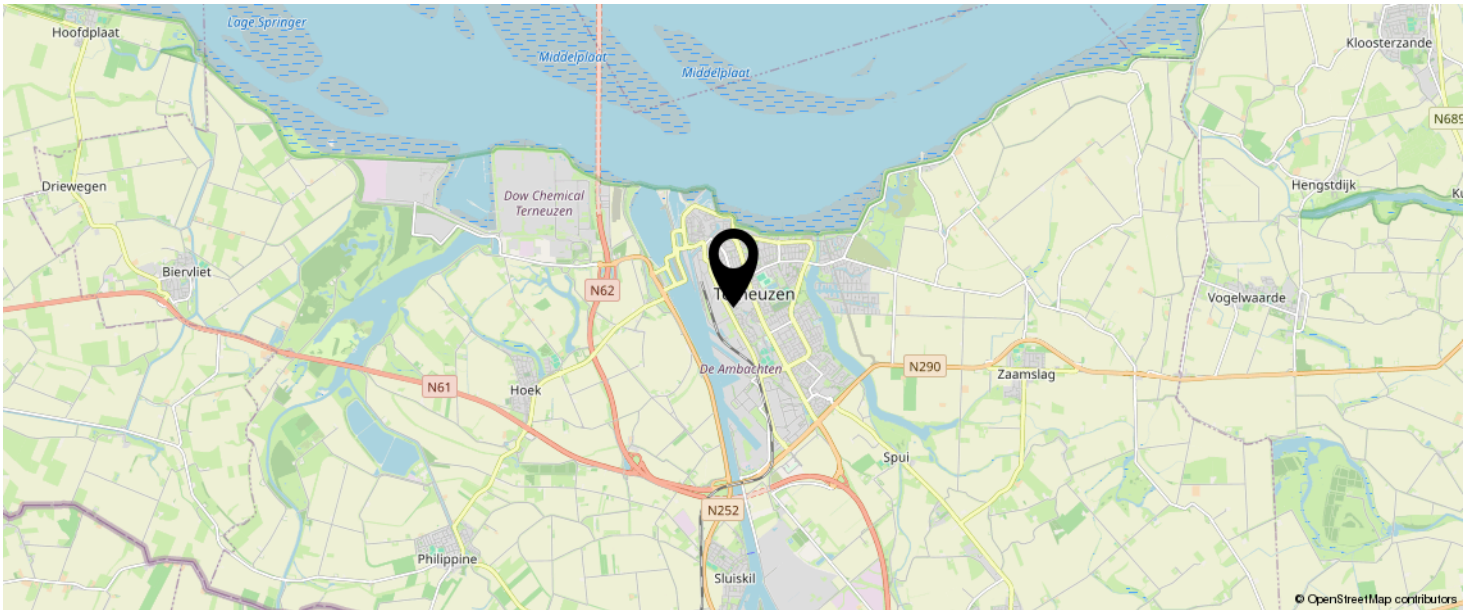 Lage Springer
Hoofdplaat
Kloosterzande
Middelplaat
Middelplaat
N689
Driewegen
Dow Chemical
Terneuzen
Hengstdijk
Biervliet
N62
Terneuzen
Vogelwaarde
De Ambachten
N290
Zaamslag
N61
Hoek
Spui
N252
Philippine
Sluiskil
© OpenStreetMap contributors